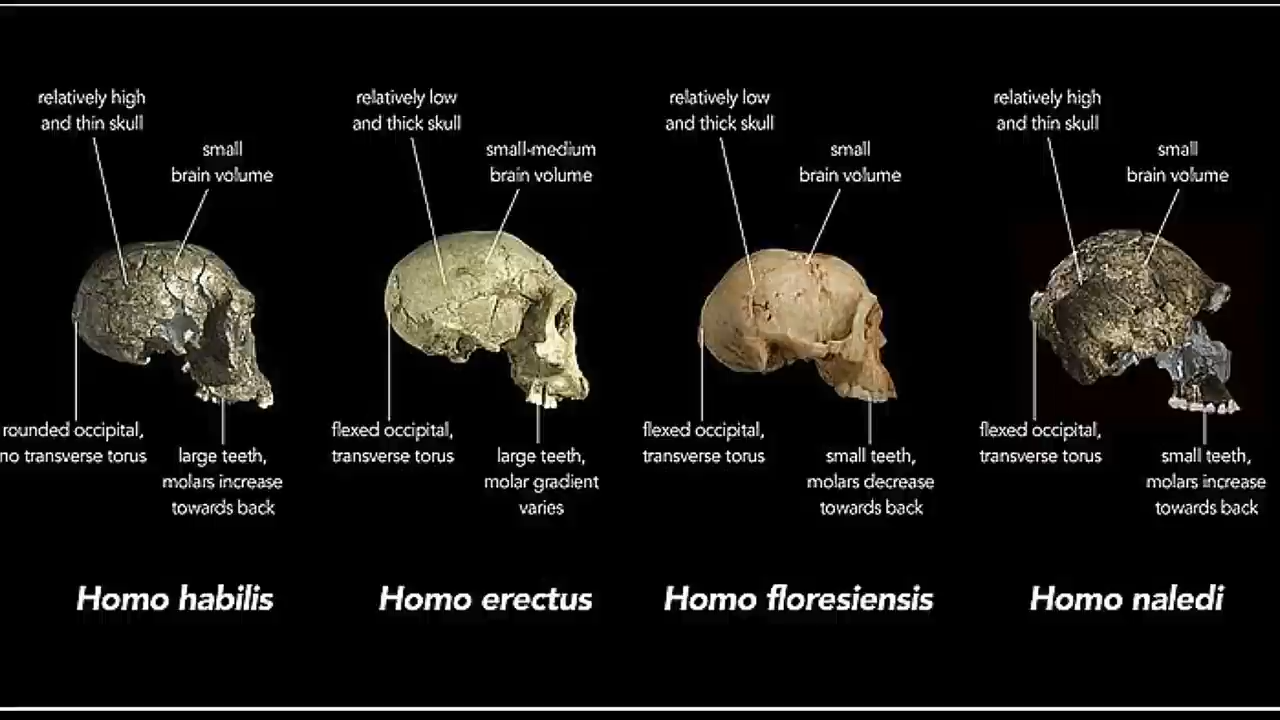 relatively high
and thin skull
small
brain volume
rounded occipital,
no transverse torus
large teeth,
molars increase
towards back
Homo habilis
relatively low
and thick skull
small-medium
brain volume
flexed occipital,
transverse torus
large teeth,
molar gradient
varies
Homo erectus
relatively low
and thick skull
small
brain volume
flexed occipital,
transverse torus
small teeth,
molars decrease
towards back
Homo floresiensis
relatively high
and thin skull
small
brain volume
flexed occipital,
transverse torus
small teeth,
molars increase
towards back
Homo naledi